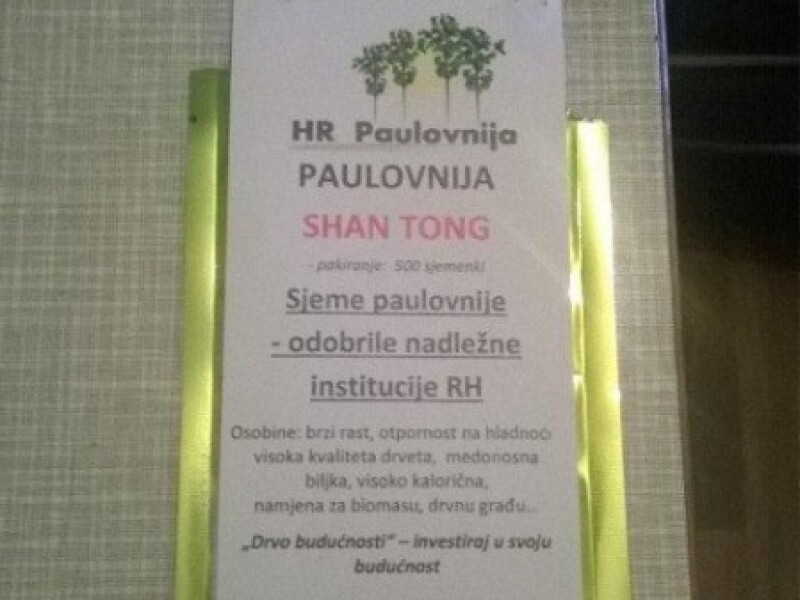 HR Paulovnija
PAULOVNIJA
SHAN TONG
- pakiranje: 500 sjemenki
Sjeme paulovnije
- odobrile nadležne
institucije RH
Osobine: brzi rast, otpornost na hladnoći
visoka kvaliteta drveta, medonosna
biljka, visoko kalorična,
namjena za biomasu, drvnu građu...
„Drvo budućnosti” – investiraj u svoju
budućnost